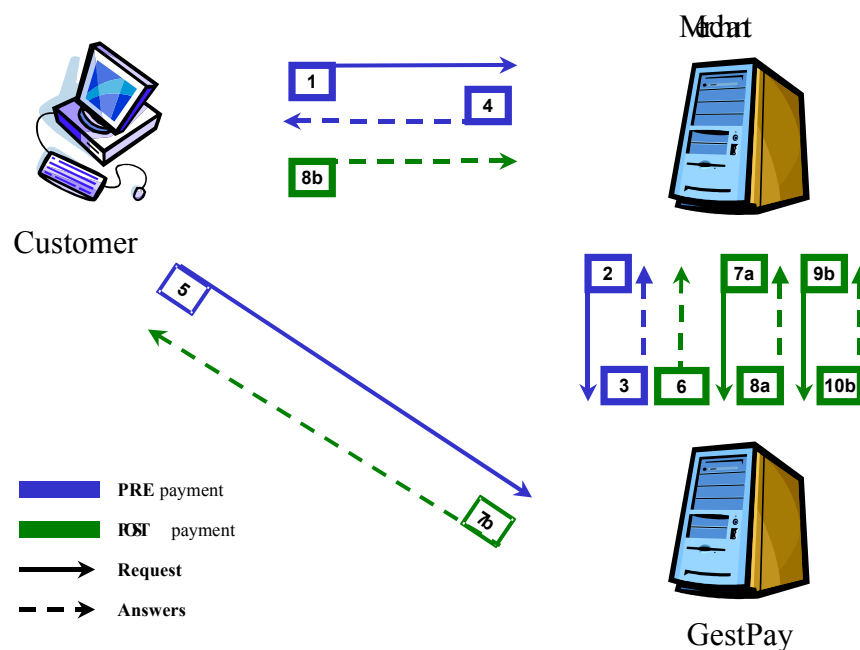 Merchant
1
4
8b
Customer
5
2
7a
9b
3
6
8a
10b
PRE payment
7b
POST payment
Request
Answers
GestPay